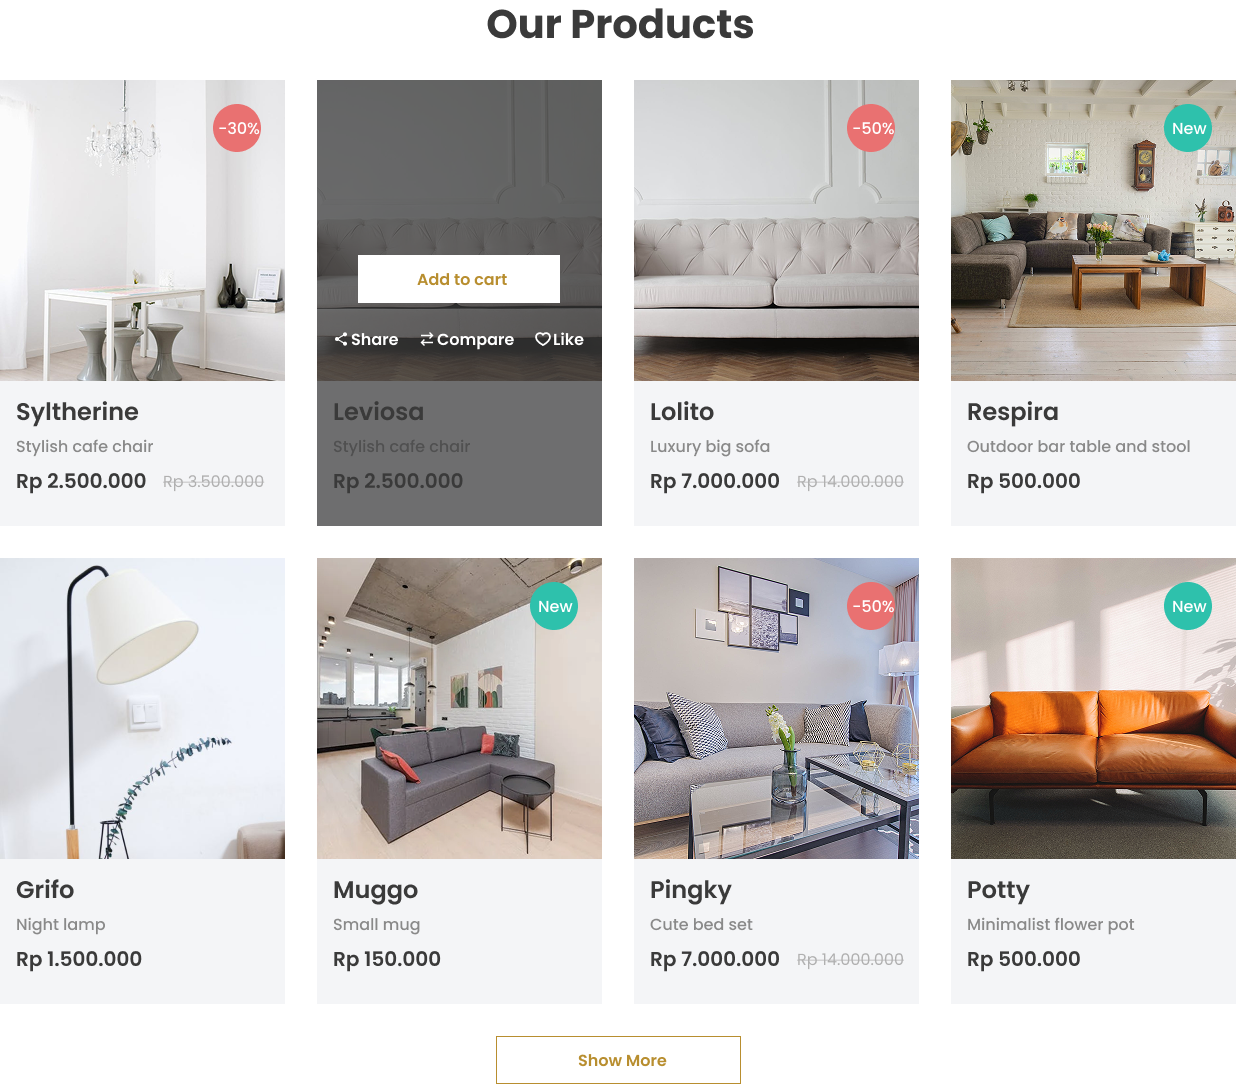 Our Products
-30%
-50%
New
Add to cart
Share Compare Like
Syltherine
Stylish cafe chair
Rp 2.500.000 Rp 3.500.000
Leviosa
Stylish cafe chair
Rp 2.500.000
Lolito
Luxury big sofa
Rp 7.000.000 Rp 14.000.000
Respira
Outdoor bar table and stool
Rp 500.000
New
-50%
New
Grifo
Night lamp
Rp 1.500.000
Muggo
Small mug
Rp 150.000
Pingky
Cute bed set
Rp 7.000.000 Rp 14.000.000
Potty
Minimalist flower pot
Rp 500.000
Show More